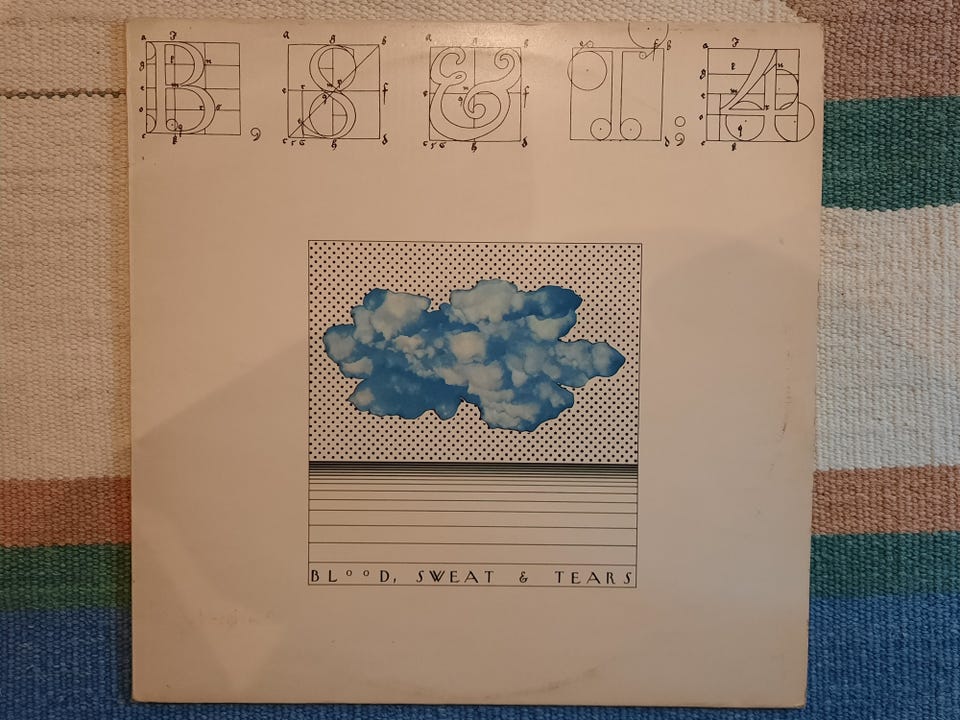 B, S & T; 4
BLOOD, SWEAT & TEARS